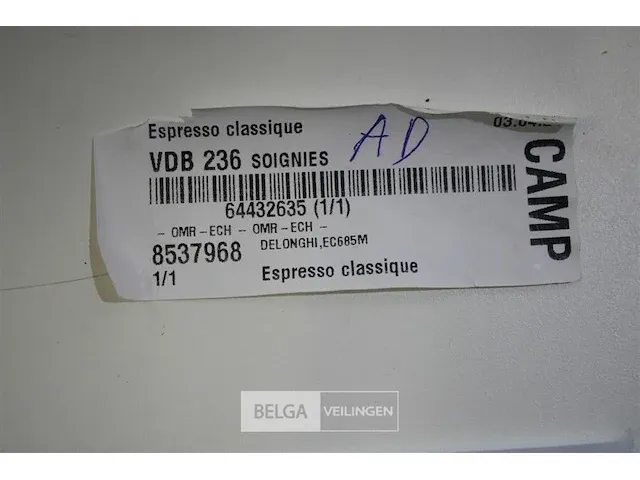 Espresso classique
AD
VDB 236 SOIGNIES
64432635 (1/1)
- OMR-ECH -- OMR-ECH -
8537968 DELONGHI,EC685M
1/1 Espresso classique
CAMP
BELGA VEILINGEN